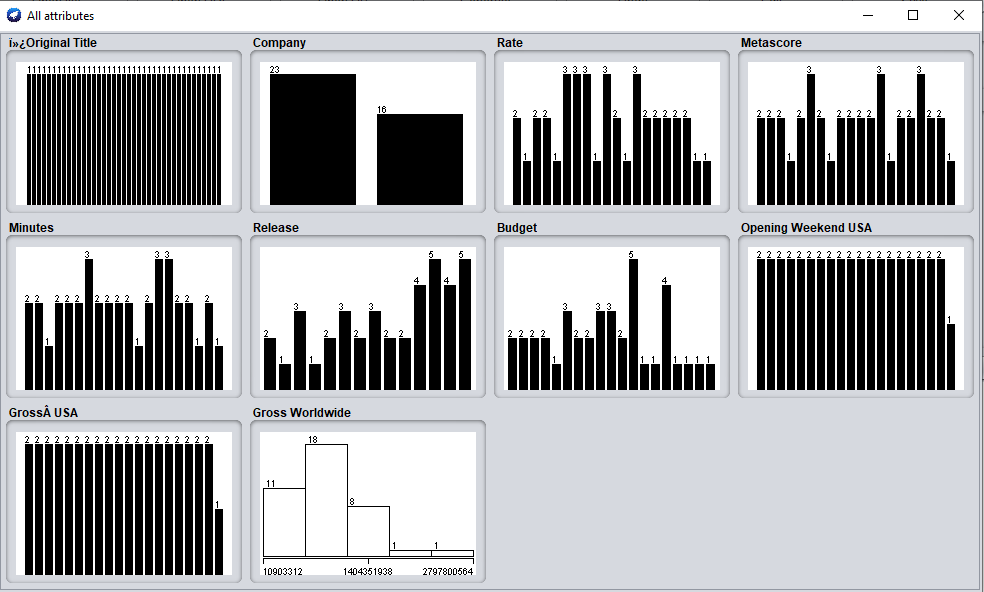 All attributes
ï»¿Original Title
111111111111111111111111111111111111111
Company
23
16
Rate
2 1 2 2 1 3 3 3 1 3 2 1 3 2 2 2 2 2 1 1
Metascore
2 2 2 1 2 3 2 1 2 2 2 2 3 1 2 2 3 2 2 1
Minutes
2 2 1 2 2 2 3 2 2 2 2 1 2 3 3 2 2 1 2 1
Release
2 1 3 1 2 3 2 3 2 2 4 5 4 5
Budget
2 2 2 2 1 3 2 2 3 3 2 5 1 1 4 1 1 1 1
Opening Weekend USA
2 2 2 2 2 2 2 2 2 2 2 2 2 2 2 2 2 2 2 1
GrossÂ USA
2 2 2 2 2 2 2 2 2 2 2 2 2 2 2 2 2 2 2 1
Gross Worldwide
11 18 8 1 1
10903312 1404351938 2797800564